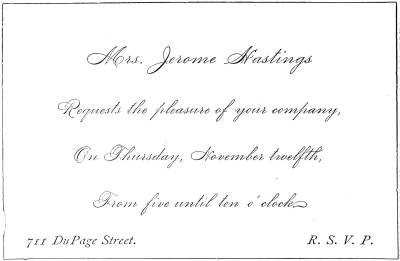 Mrs. Jerome Hastings
Requests the pleasure of your company,
On Thursday, November twelfth,
From five until ten o'clock
711 DuPage Street. R. S. V. P.